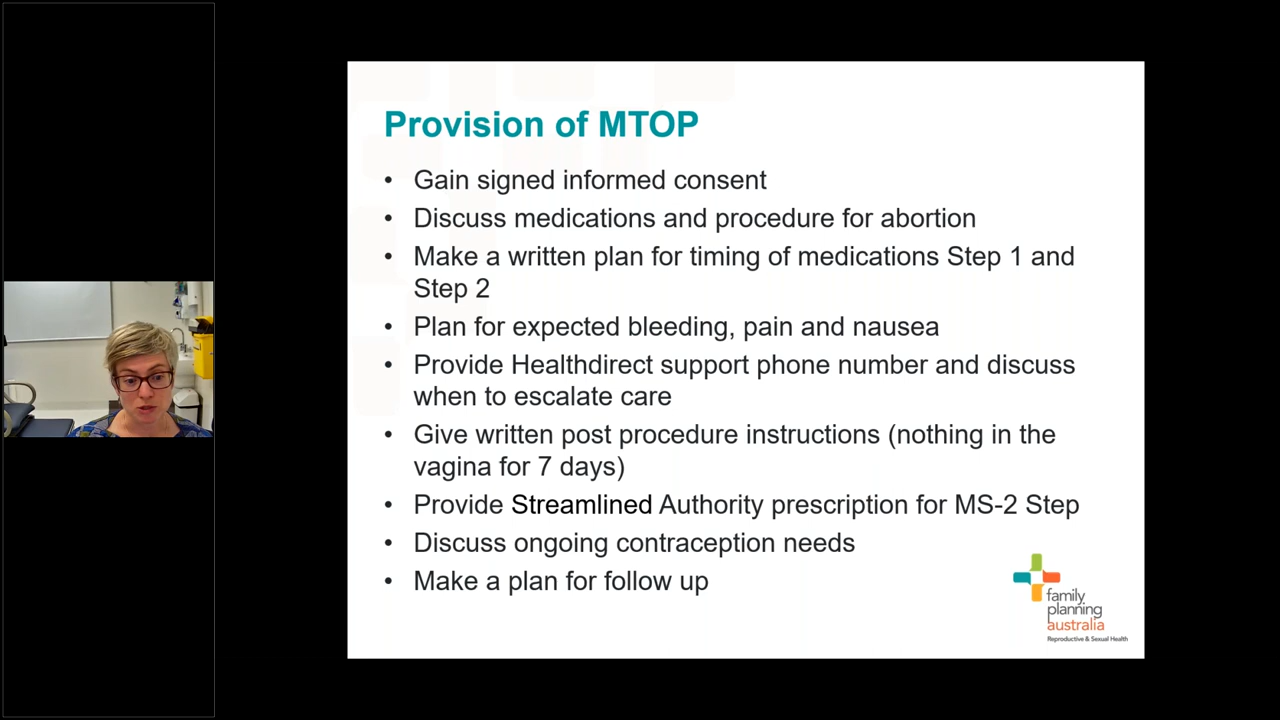 Provision of MTOP
• Gain signed informed consent
• Discuss medications and procedure for abortion
• Make a written plan for timing of medications Step 1 and
Step 2
• Plan for expected bleeding, pain and nausea
• Provide Healthdirect support phone number and discuss
when to escalate care
• Give written post procedure instructions (nothing in the
vagina for 7 days)
• Provide Streamlined Authority prescription for MS-2 Step
• Discuss ongoing contraception needs
• Make a plan for follow up
family
planning
australia
Reproductive & Sexual Health